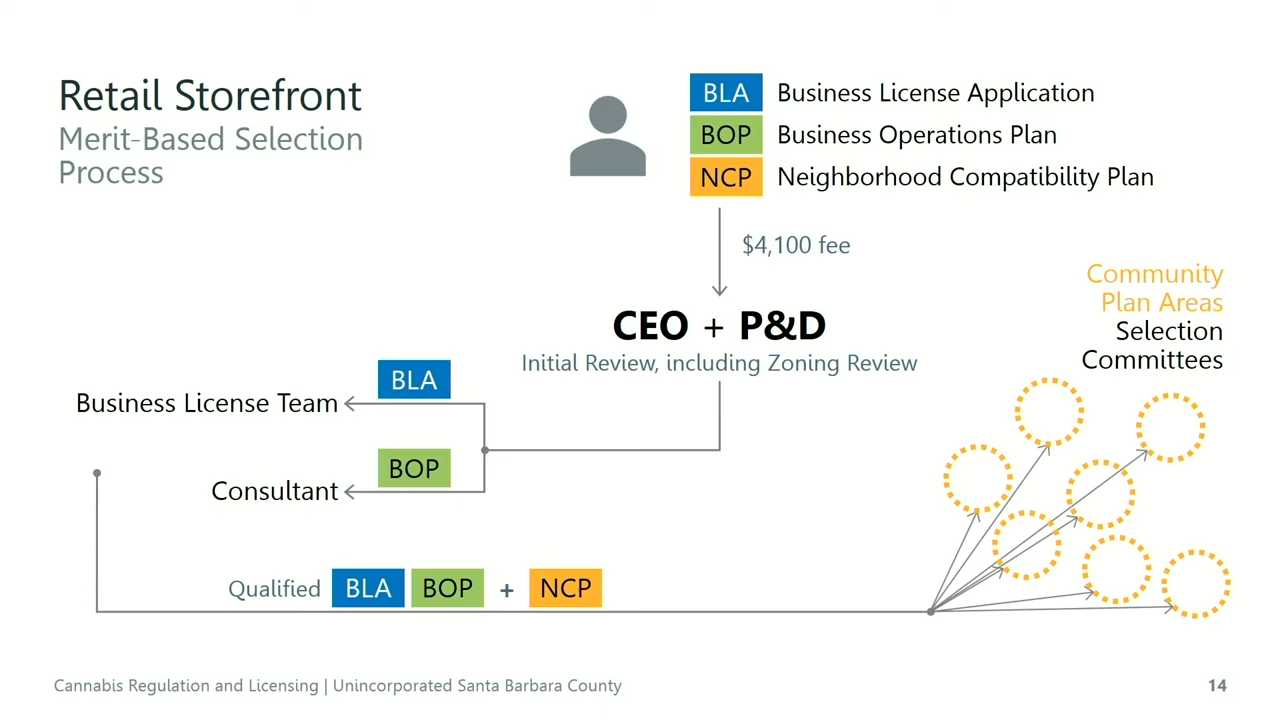 Retail Storefront
Merit-Based Selection
Process
BLA Business License Application
BOP Business Operations Plan
NCP Neighborhood Compatibility Plan
$4,100 fee
CEO + P&D
Initial Review, including Zoning Review
Community
Plan Areas
Selection
Committees
BLA
Business License Team
BOP
Consultant
Qualified BLA BOP + NCP
Cannabis Regulation and Licensing | Unincorporated Santa Barbara County
14